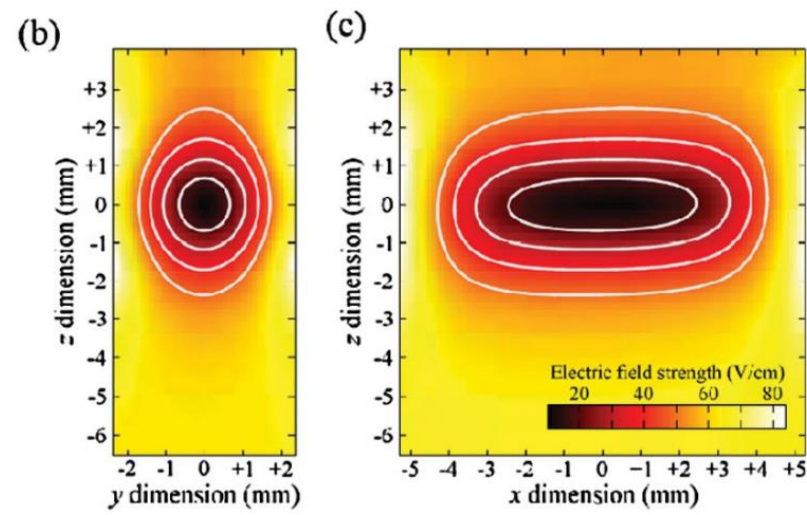 (b)
(c)
+3
+2
+1
0
-1
-2
-3
-4
-5
-6
z dimension (mm)
-2 -1 0 +1 +2
y dimension (mm)
+3
+2
+1
0
-1
-2
-3
-4
-5
-6
z dimension (mm)
Electric field strength (V/cm)
20 40 60 80
-5 -4 -3 -2 -1 0 −1 +2 +3 +4 +5
x dimension (mm)